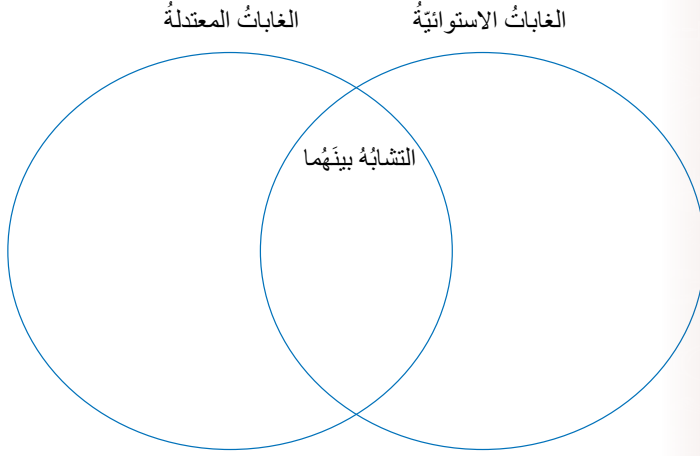 الغاباتُ الاستوائيّةُ
الغاباتُ المعتدلةُ
التشابُهُ بينَهُما